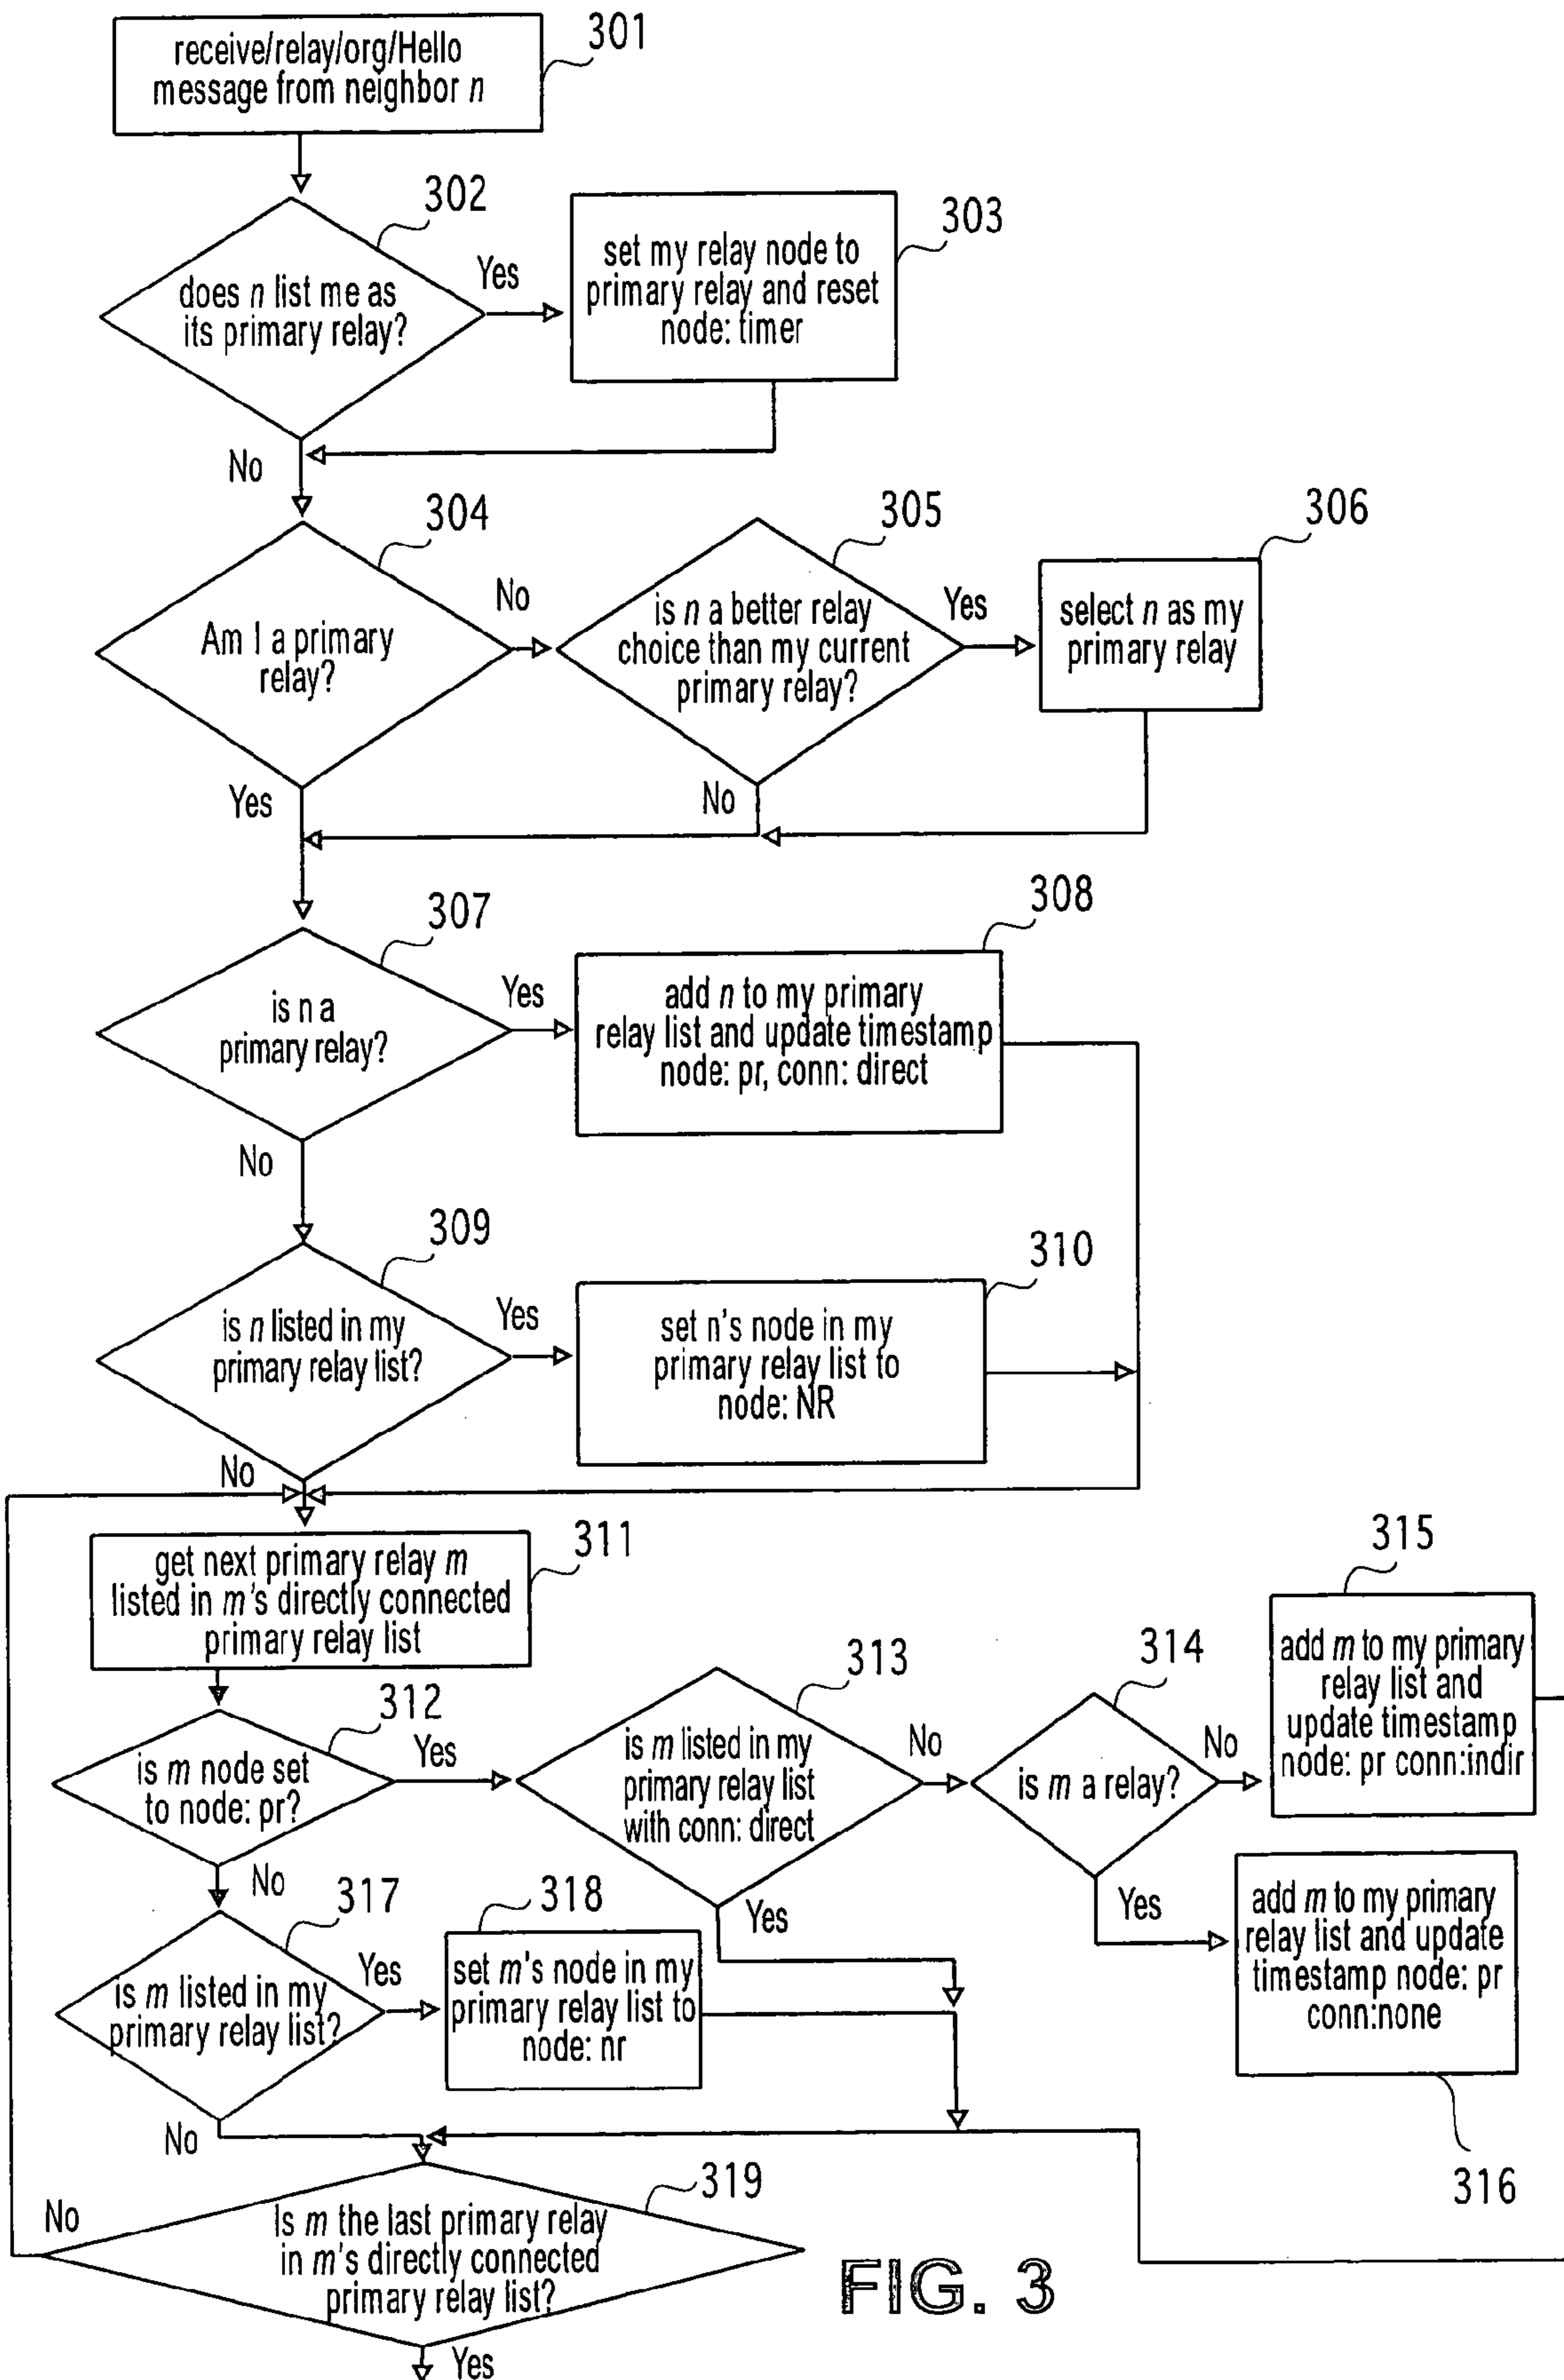 receive/relay/org/Hello
message from neighbor n
301
302
does n list me as
its primary relay?
Yes
303
set my relay node to
primary relay and reset
node: timer
No
304
Am I a primary
relay?
No
305
is n a better relay
choice than my current
primary relay?
Yes
306
select n as my
primary relay
Yes
No
307
is n a
primary relay?
Yes
308
add n to my primary
relay list and update timestamp
node: pr, conn: direct
No
309
is n listed in my
primary relay list?
Yes
310
set n's node in my
primary relay list to
node: NR
No
311
get next primary relay m
listed in m's directly connected
primary relay list
312
is m node set
to node: pr?
Yes
313
is m listed in my
primary relay list
with conn: direct
No
314
is m a relay?
No
315
add m to my primary
relay list and
update timestamp
node: pr conn:indir
Yes
316
add m to my primary
relay list and update
timestamp node: pr
conn:none
Yes
No
317
is m listed in my
primary relay list?
Yes
318
set m's node in my
primary relay list to
node: nr
No
319
Is m the last primary relay
in m's directly connected
primary relay list?
No
Yes
FIG. 3